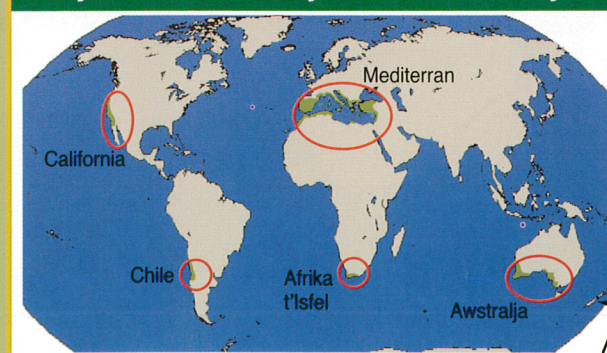 Mediterran
California
Chile
Afrika
t'Isfel
Awstralja